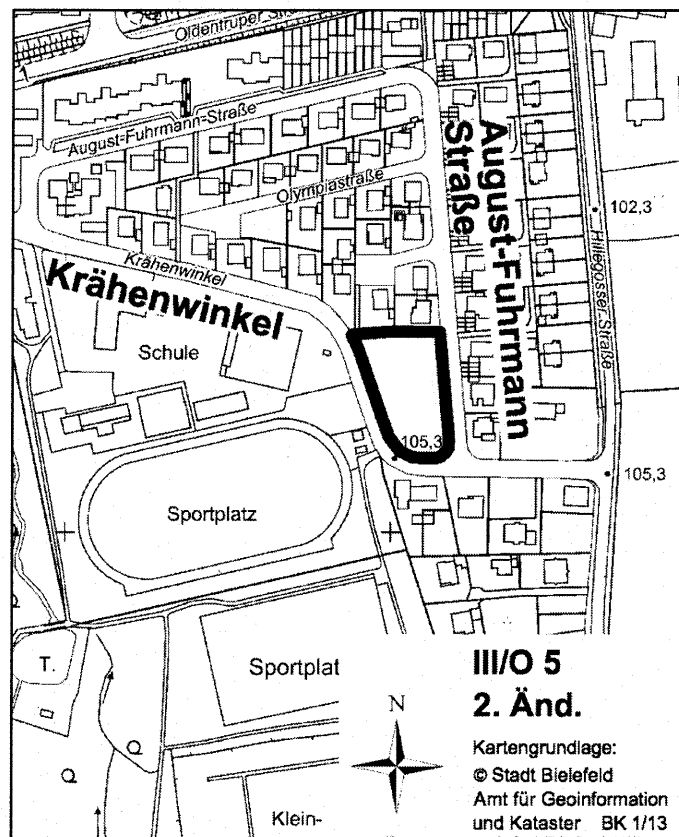 Oldentruper Str
August-Fuhrmann-Straße
Olympiastraße
August-Fuhrmann
Straße
102,3
Hillegosser Straße
Krähenwinkel
Krähenwinkel
Schule
105,3
105,3
Sportplatz
T.
Sportplat
Q
Q
Q
N
Klein-
III/O 5
2. Änd.
Kartengrundlage:
© Stadt Bielefeld
Amt für Geoinformation
und Kataster BK 1/13